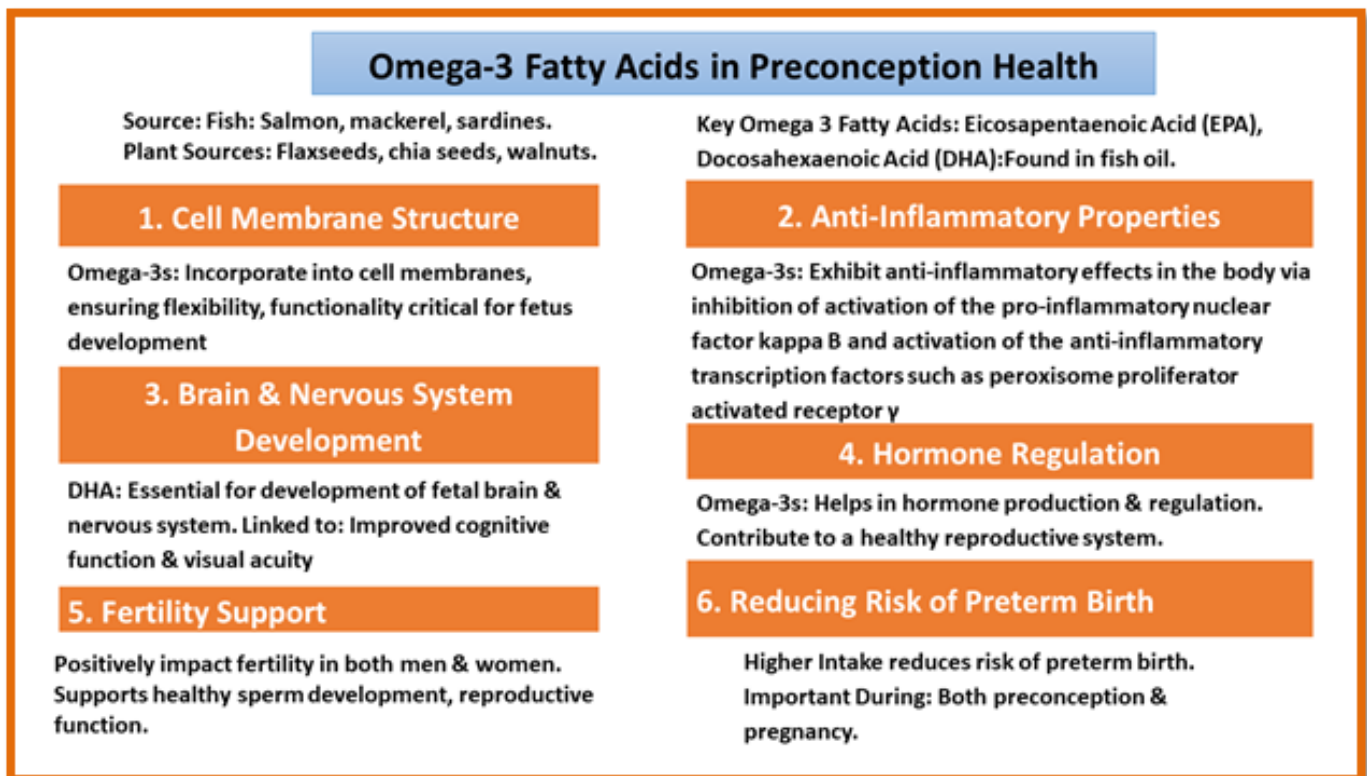 Omega-3 Fatty Acids in Preconception Health
Source: Fish: Salmon, mackerel, sardines.
Plant Sources: Flaxseeds, chia seeds, walnuts.
Key Omega 3 Fatty Acids: Eicosapentaenoic Acid (EPA),
Docosahexaenoic Acid (DHA):Found in fish oil.
1. Cell Membrane Structure
Omega-3s: Incorporate into cell membranes,
ensuring flexibility, functionality critical for fetus
development
2. Anti-Inflammatory Properties
Omega-3s: Exhibit anti-inflammatory effects in the body via
inhibition of activation of the pro-inflammatory nuclear
factor kappa B and activation of the anti-inflammatory
transcription factors such as peroxisome proliferator
activated receptor γ
3. Brain & Nervous System
Development
DHA: Essential for development of fetal brain &
nervous system. Linked to: Improved cognitive
function & visual acuity
4. Hormone Regulation
Omega-3s: Helps in hormone production & regulation.
Contribute to a healthy reproductive system.
5. Fertility Support
Positively impact fertility in both men & women.
Supports healthy sperm development, reproductive
function.
6. Reducing Risk of Preterm Birth
Higher Intake reduces risk of preterm birth.
Important During: Both preconception &
pregnancy.